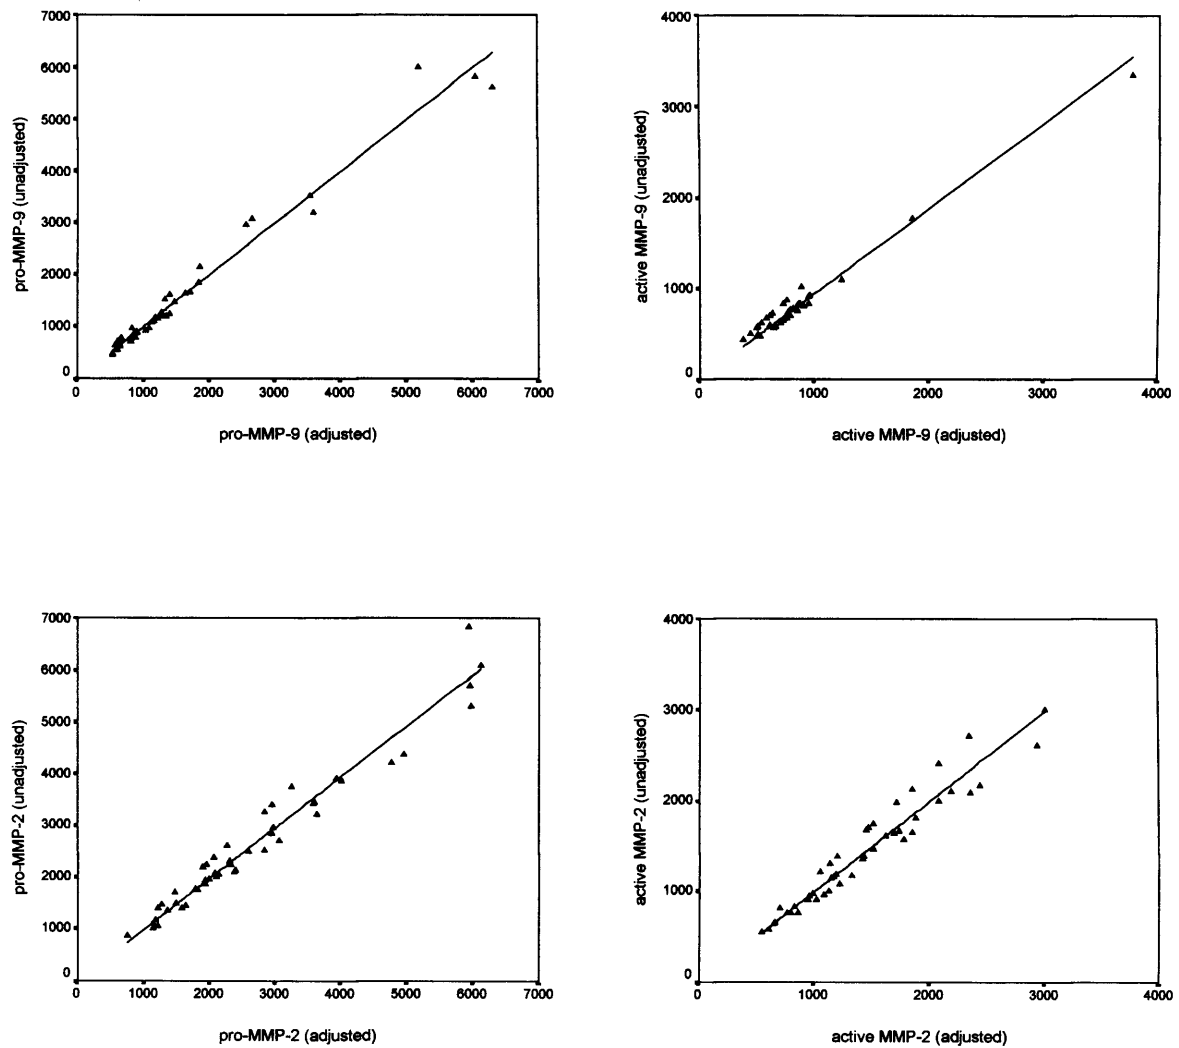 7000
6000
5000
4000
3000
2000
1000
0
pro-MMP-9 (unadjusted)
0 1000 2000 3000 4000 5000 6000 7000
pro-MMP-9 (adjusted)
4000
3000
2000
1000
0
active MMP-9 (unadjusted)
0 1000 2000 3000 4000
active MMP-9 (adjusted)
7000
6000
5000
4000
3000
2000
1000
0
pro-MMP-2 (unadjusted)
0 1000 2000 3000 4000 5000 6000 7000
pro-MMP-2 (adjusted)
4000
3000
2000
1000
0
active MMP-2 (unadjusted)
0 1000 2000 3000 4000
active MMP-2 (adjusted)